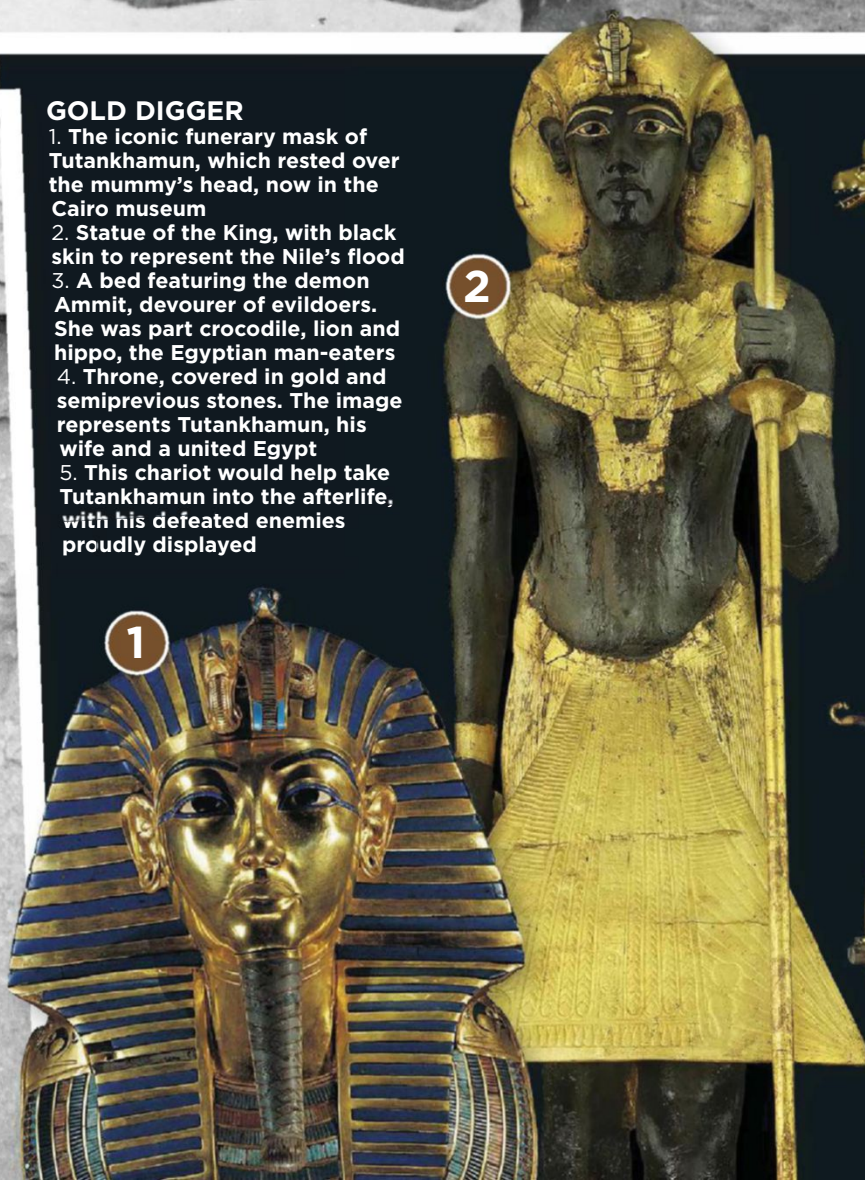 GOLD DIGGER
1. The iconic funerary mask of
Tutankhamun, which rested over
the mummy's head, now in the
Cairo museum
2. Statue of the King, with black
skin to represent the Nile's flood
3. A bed featuring the demon
Ammit, devourer of evildoers.
She was part crocodile, lion and
hippo, the Egyptian man-eaters
4. Throne, covered in gold and
semiprevious stones. The image
represents Tutankhamun, his
wife and a united Egypt
5. This chariot would help take
Tutankhamun into the afterlife,
with his defeated enemies
proudly displayed
2
1